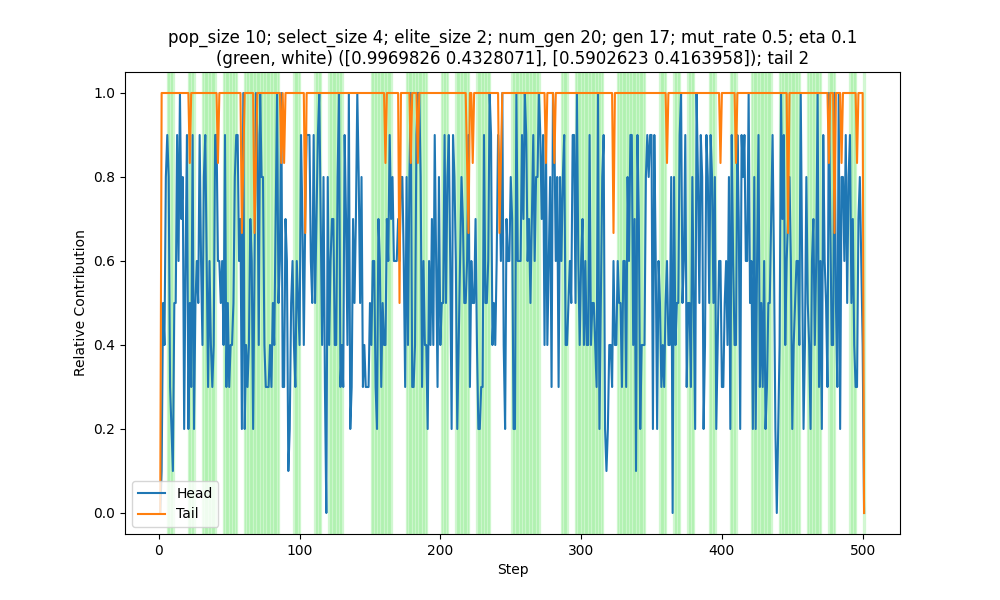 pop_size 10; select_size 4; elite_size 2; num_gen 20; gen 17; mut_rate 0.5; eta 0.1
(green, white) ([0.9969826 0.4328071], [0.5902623 0.4163958]); tail 2
1.0
0.8
0.6
0.4
0.2
0.0
Relative Contribution
Head
Tail
0 100 200 300 400 500
Step